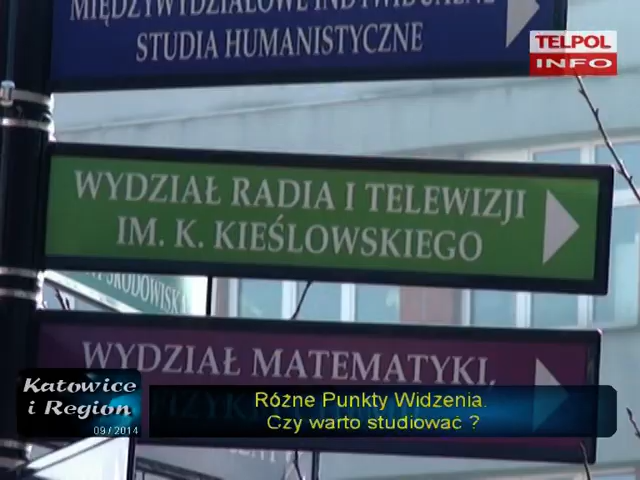 MIĘDZYWYDZIAŁOWE INDYWIDUALNE
STUDIA HUMANISTYCZNE
TELPOL
INFO
WYDZIAŁ RADIA I TELEWIZJI
IM. K. KIEŚLOWSKIEGO
ŚRODOWISKA
WYDZIAŁ MATEMATYKI,
Katowice
i Region
09/2014
Różne Punkty Widzenia.
Czy warto studiować ?